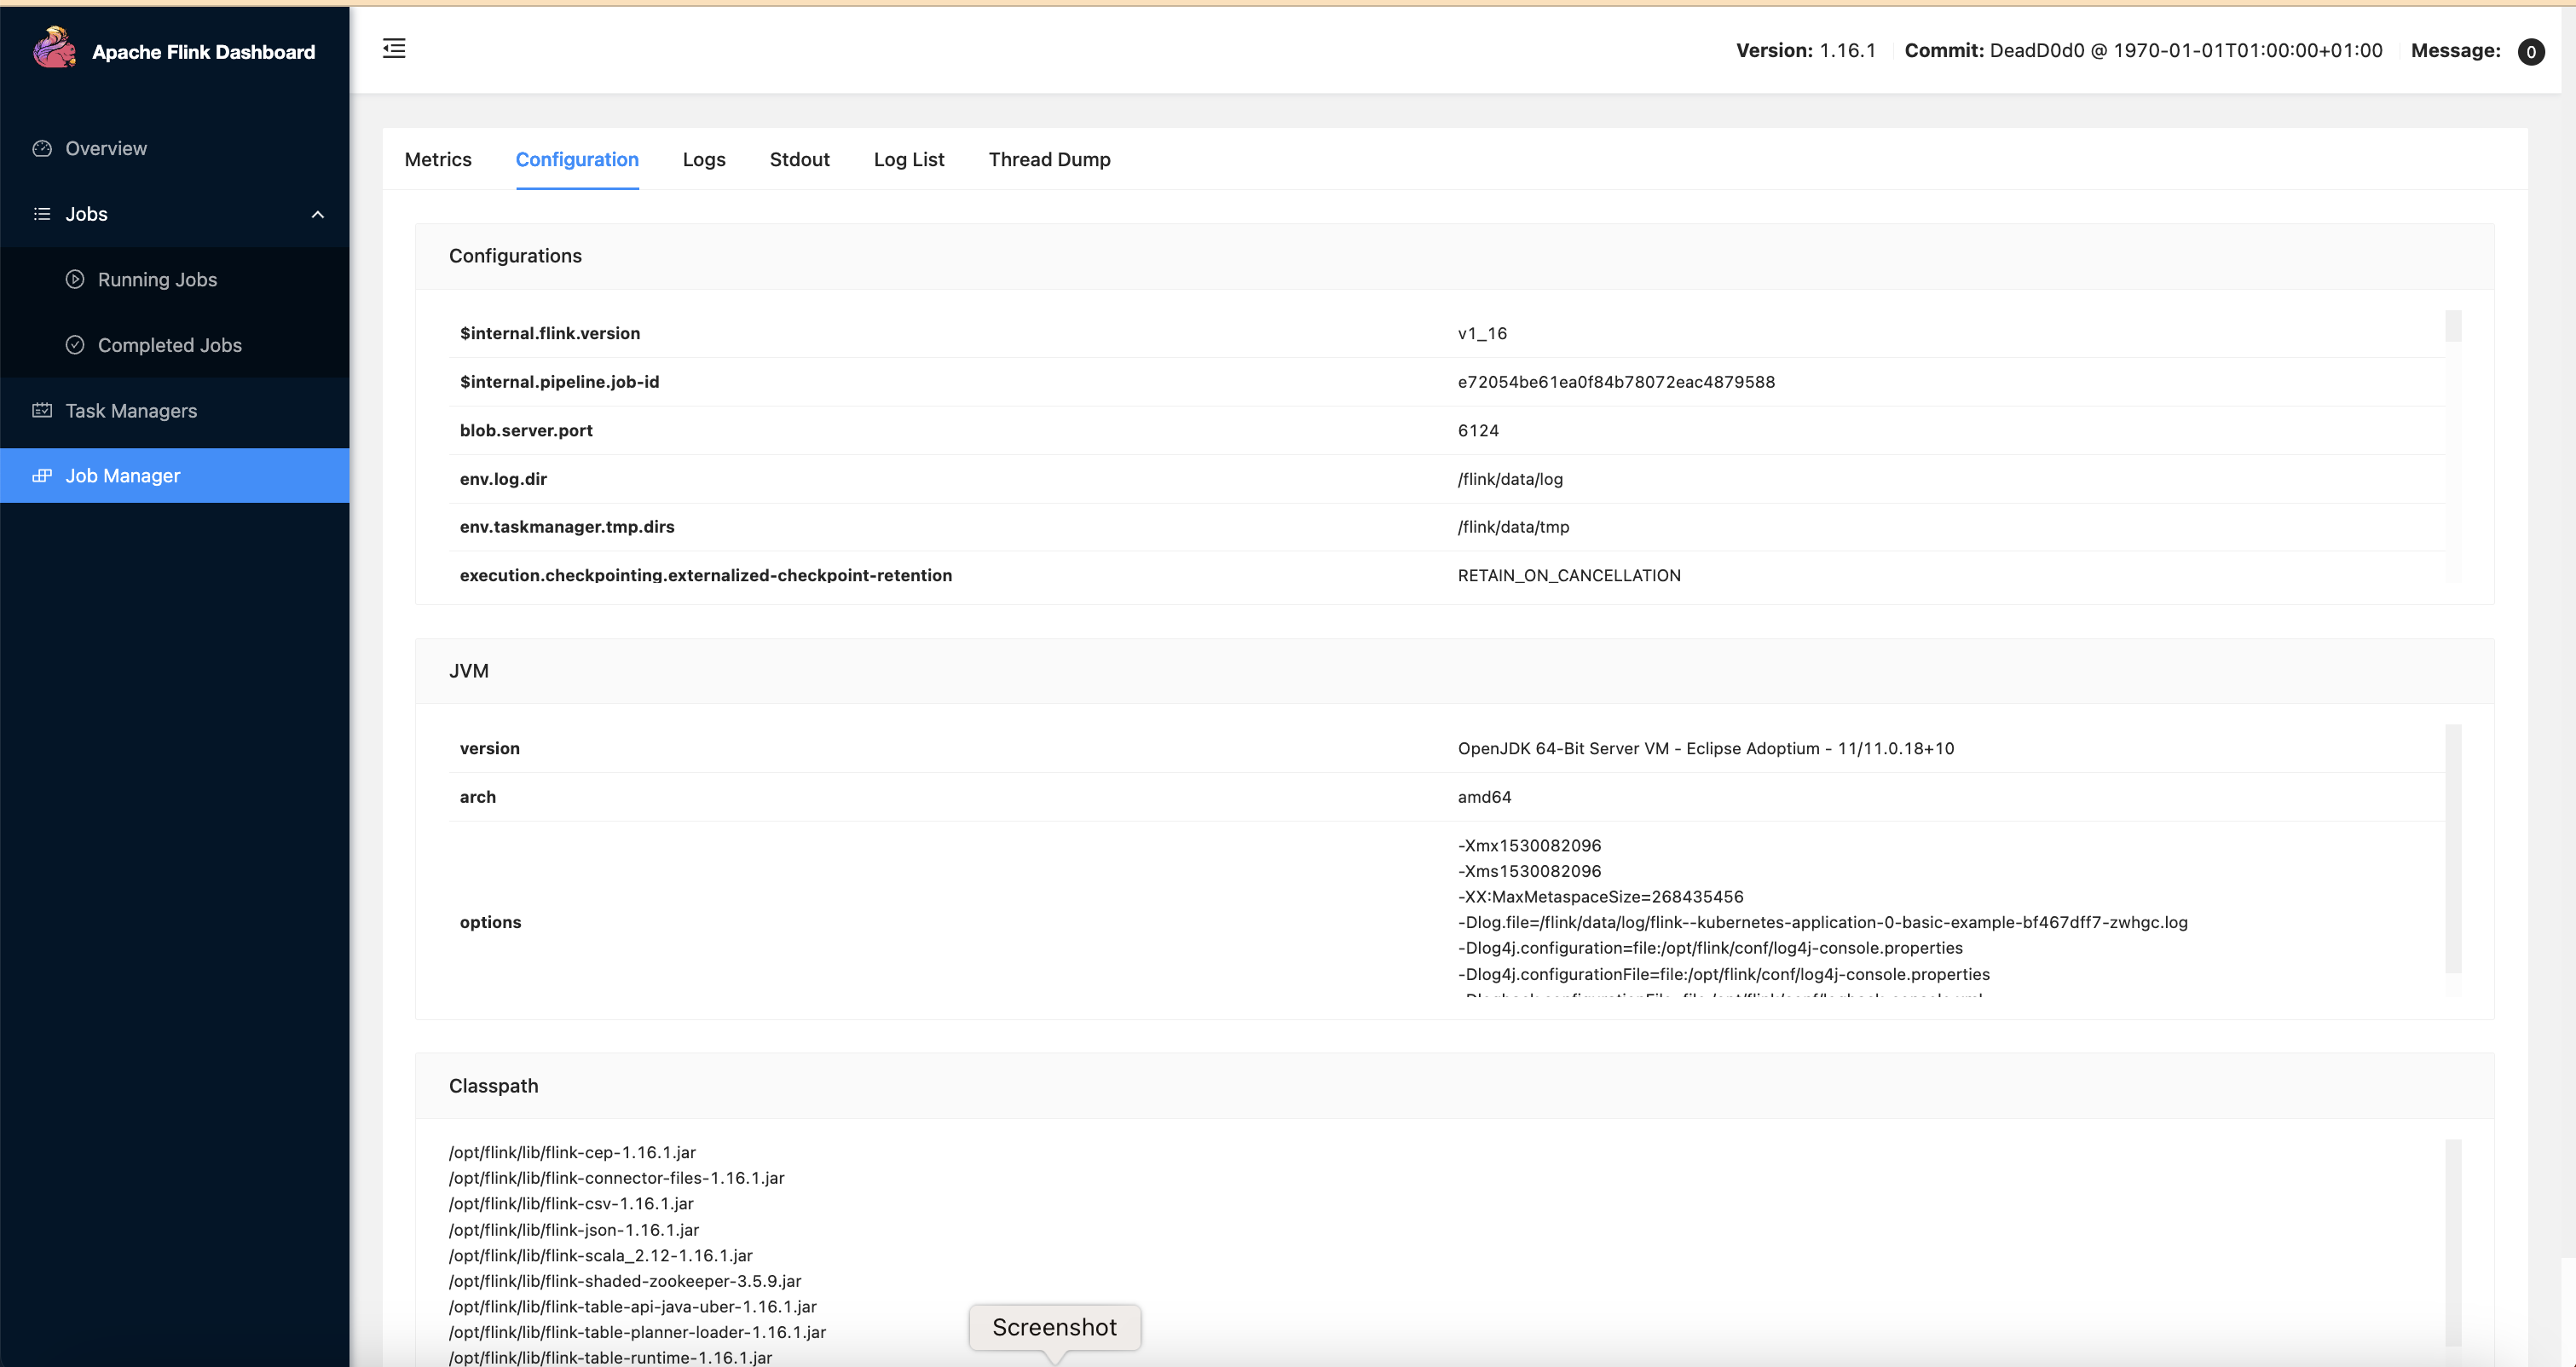 Apache Flink Dashboard
Version: 1.16.1 Commit: DeadD0d0 @ 1970-01-01T01:00:00+01:00 Message: 0
Overview
Jobs
Running Jobs
Completed Jobs
Task Managers
Job Manager
Metrics Configuration Logs Stdout Log List Thread Dump
Configurations
$internal.flink.version v1_16
$internal.pipeline.job-id e72054be61ea0f84b78072eac4879588
blob.server.port 6124
env.log.dir /flink/data/log
env.taskmanager.tmp.dirs /flink/data/tmp
execution.checkpointing.externalized-checkpoint-retention RETAIN_ON_CANCELLATION
JVM
version OpenJDK 64-Bit Server VM - Eclipse Adoptium - 11/11.0.18+10
arch amd64
options
-Xmx1530082096
-Xms1530082096
-XX:MaxMetaspaceSize=268435456
-Dlog.file=/flink/data/log/flink--kubernetes-application-0-basic-example-bf467dff7-zwhgc.log
-Dlog4j.configuration=file:/opt/flink/conf/log4j-console.properties
-Dlog4j.configurationFile=file:/opt/flink/conf/log4j-console.properties
Classpath
/opt/flink/lib/flink-cep-1.16.1.jar
/opt/flink/lib/flink-connector-files-1.16.1.jar
/opt/flink/lib/flink-csv-1.16.1.jar
/opt/flink/lib/flink-json-1.16.1.jar
/opt/flink/lib/flink-scala_2.12-1.16.1.jar
/opt/flink/lib/flink-shaded-zookeeper-3.5.9.jar
/opt/flink/lib/flink-table-api-java-uber-1.16.1.jar
/opt/flink/lib/flink-table-planner-loader-1.16.1.jar
/opt/flink/lib/flink-table-runtime-1.16.1.jar
Screenshot